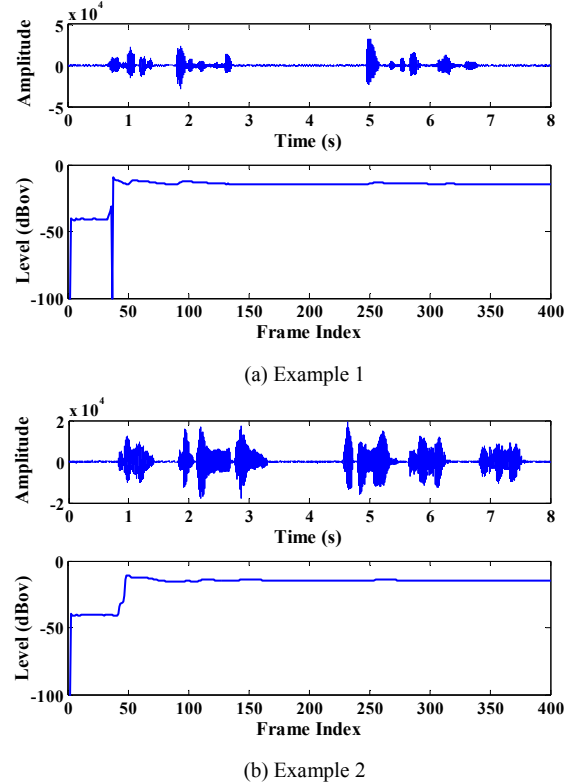 x 10^4
5
0
-5
Amplitude
0 1 2 3 4 5 6 7 8
Time (s)
0
-50
-100
Level (dBov)
0 50 100 150 200 250 300 350 400
Frame Index
(a) Example 1
x 10^4
2
0
-2
Amplitude
0 1 2 3 4 5 6 7 8
Time (s)
0
-50
-100
Level (dBov)
0 50 100 150 200 250 300 350 400
Frame Index
(b) Example 2